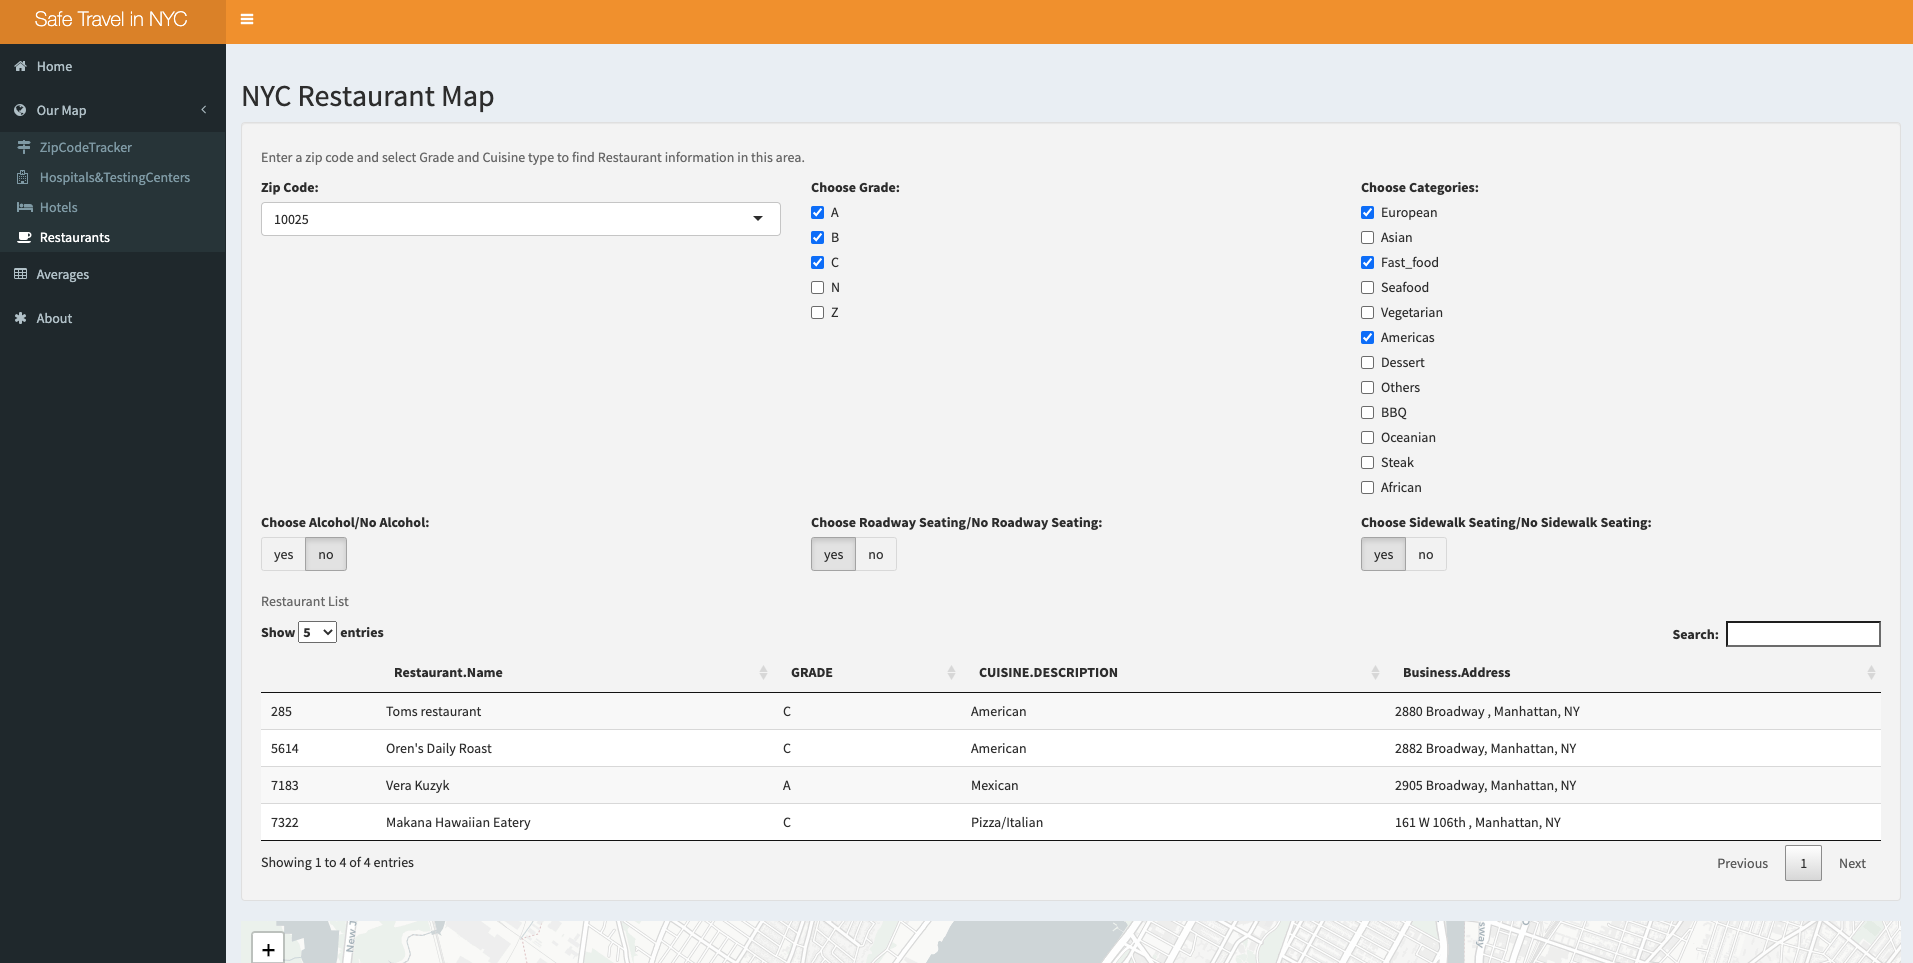 Safe Travel in NYC
Home
Our Map
ZipCodeTracker
Hospitals&TestingCenters
Hotels
Restaurants
Averages
About
NYC Restaurant Map
Enter a zip code and select Grade and Cuisine type to find Restaurant information in this area.
Zip Code:
10025
Choose Grade:
A
B
C
N
Z
Choose Categories:
European
Asian
Fast_food
Seafood
Vegetarian
Americas
Dessert
Others
BBQ
Oceanian
Steak
African
Choose Alcohol/No Alcohol:
yes no
Choose Roadway Seating/No Roadway Seating:
yes no
Choose Sidewalk Seating/No Sidewalk Seating:
yes no
Restaurant List
Show 5 entries
Search:
Restaurant.Name GRADE CUISINE.DESCRIPTION Business.Address
285 Toms restaurant C American 2880 Broadway , Manhattan, NY
5614 Oren's Daily Roast C American 2882 Broadway, Manhattan, NY
7183 Vera Kuzyk A Mexican 2905 Broadway, Manhattan, NY
7322 Makana Hawaiian Eatery C Pizza/Italian 161 W 106th , Manhattan, NY
Showing 1 to 4 of 4 entries
Previous 1 Next
+
New